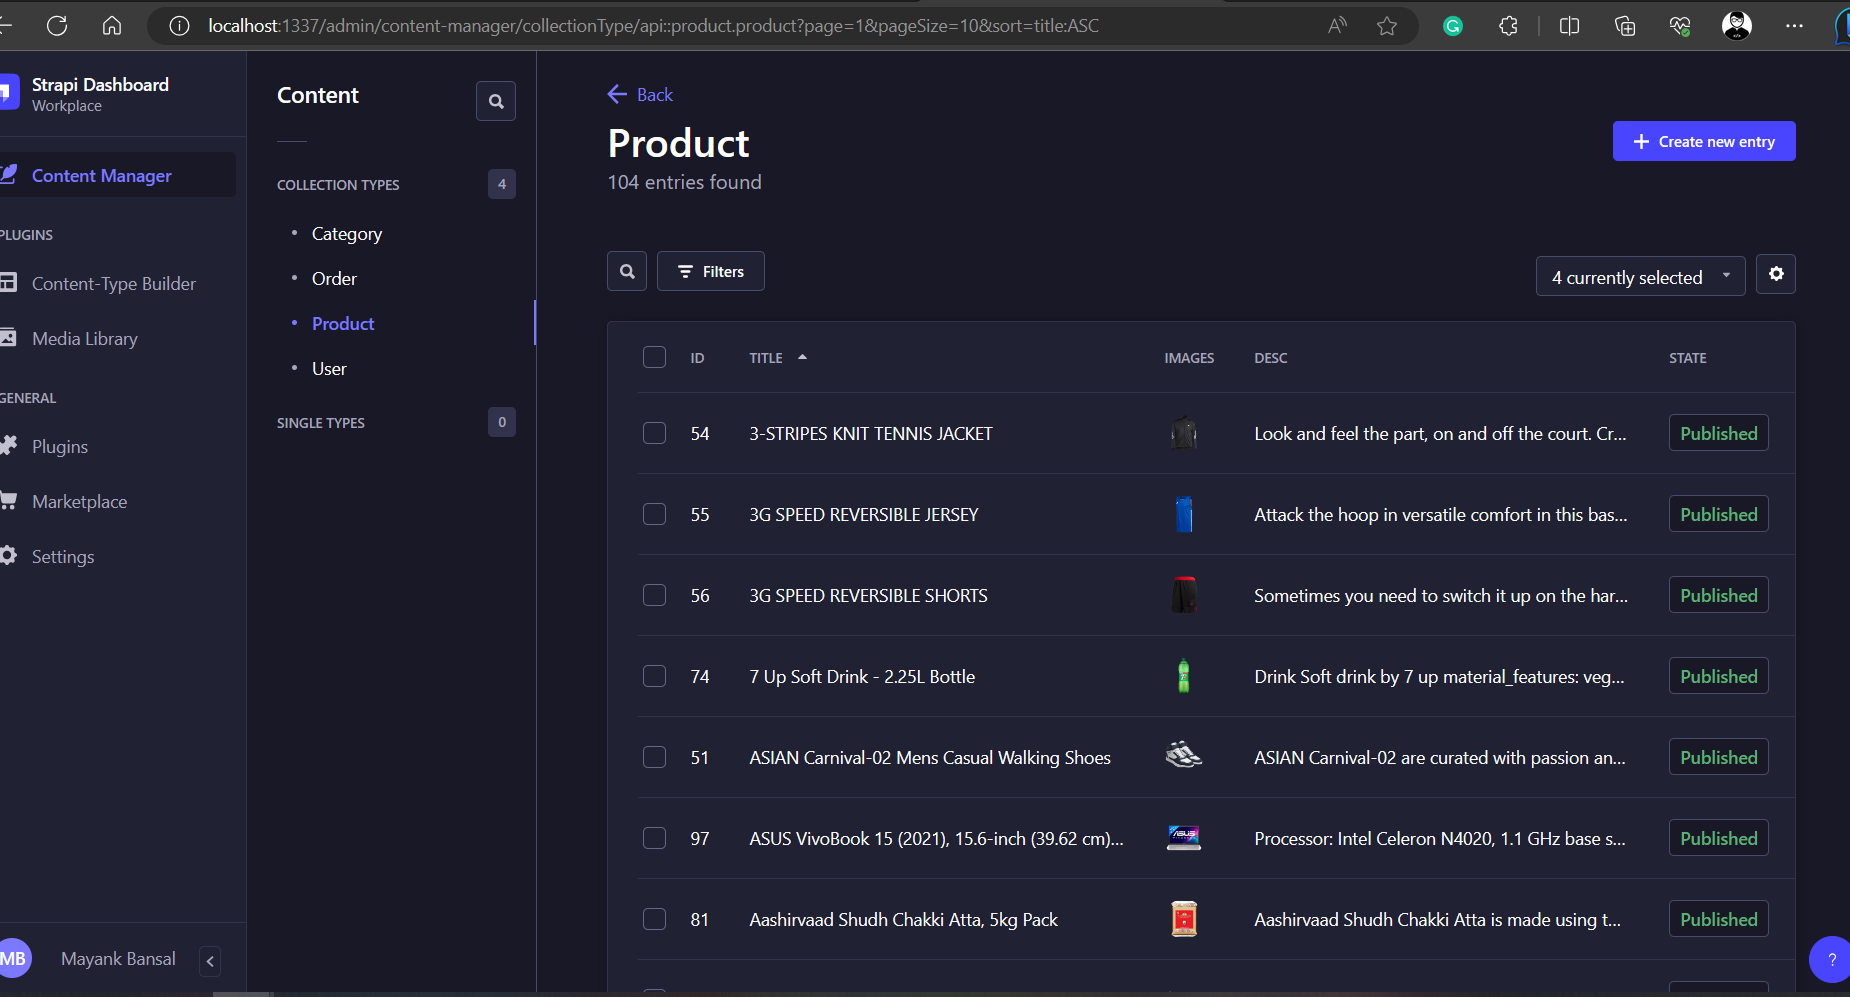 localhost:1337/admin/content-manager/collectionType/api::product.product?page=1&pageSize=10&sort=title:ASC
Strapi Dashboard
Workplace
Content Manager
PLUGINS
Content-Type Builder
Media Library
GENERAL
Plugins
Marketplace
Settings
MB
Mayank Bansal
Content
COLLECTION TYPES 4
Category
Order
Product
User
SINGLE TYPES 0
Back
Product
104 entries found
Create new entry
Filters
4 currently selected
ID TITLE IMAGES DESC STATE
54 3-STRIPES KNIT TENNIS JACKET Look and feel the part, on and off the court. Cr... Published
55 3G SPEED REVERSIBLE JERSEY Attack the hoop in versatile comfort in this bas... Published
56 3G SPEED REVERSIBLE SHORTS Sometimes you need to switch it up on the har... Published
74 7 Up Soft Drink - 2.25L Bottle Drink Soft drink by 7 up material_features: veg... Published
51 ASIAN Carnival-02 Mens Casual Walking Shoes ASIAN Carnival-02 are curated with passion an... Published
97 ASUS VivoBook 15 (2021), 15.6-inch (39.62 cm)... Processor: Intel Celeron N4020, 1.1 GHz base s... Published
81 Aashirvaad Shudh Chakki Atta, 5kg Pack Aashirvaad Shudh Chakki Atta is made using t... Published
?